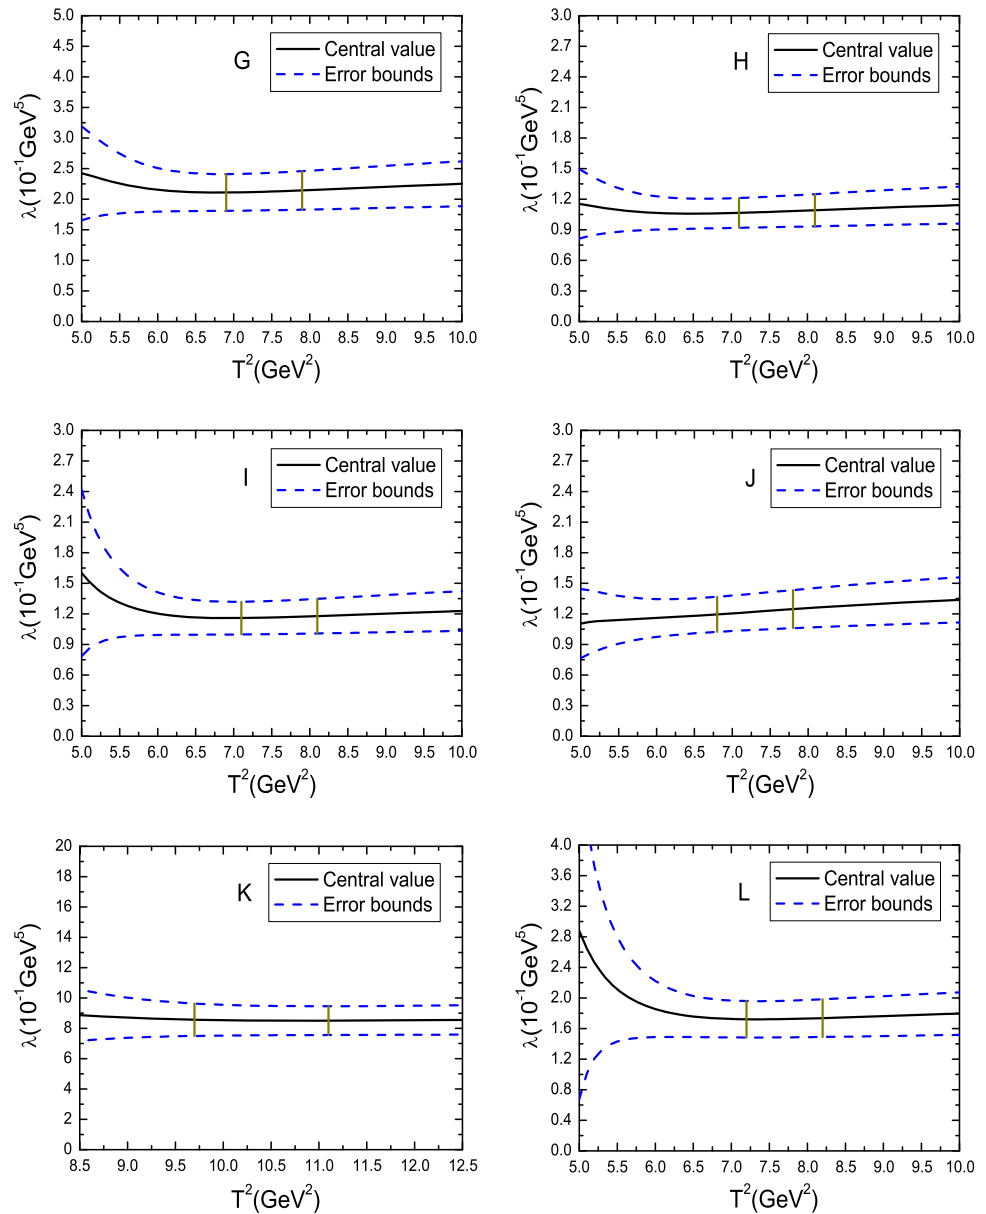 G
Central value
Error bounds
λ(10⁻¹GeV⁵)
5.0
4.5
4.0
3.5
3.0
2.5
2.0
1.5
1.0
0.5
0.0
5.0 5.5 6.0 6.5 7.0 7.5 8.0 8.5 9.0 9.5 10.0
T²(GeV²)
H
Central value
Error bounds
λ(10⁻¹GeV⁵)
3.0
2.7
2.4
2.1
1.8
1.5
1.2
0.9
0.6
0.3
0.0
5.0 5.5 6.0 6.5 7.0 7.5 8.0 8.5 9.0 9.5 10.0
T²(GeV²)
I
Central value
Error bounds
λ(10⁻¹GeV⁵)
3.0
2.7
2.4
2.1
1.8
1.5
1.2
0.9
0.6
0.3
0.0
5.0 5.5 6.0 6.5 7.0 7.5 8.0 8.5 9.0 9.5 10.0
T²(GeV²)
J
Central value
Error bounds
λ(10⁻¹GeV⁵)
3.0
2.7
2.4
2.1
1.8
1.5
1.2
0.9
0.6
0.3
0.0
5.0 5.5 6.0 6.5 7.0 7.5 8.0 8.5 9.0 9.5 10.0
T²(GeV²)
K
Central value
Error bounds
λ(10⁻¹GeV⁵)
20
18
16
14
12
10
8
6
4
2
0
8.5 9.0 9.5 10.0 10.5 11.0 11.5 12.0 12.5
T²(GeV²)
L
Central value
Error bounds
λ(10⁻¹GeV⁵)
4.0
3.6
3.2
2.8
2.4
2.0
1.6
1.2
0.8
0.4
0.0
5.0 5.5 6.0 6.5 7.0 7.5 8.0 8.5 9.0 9.5 10.0
T²(GeV²)